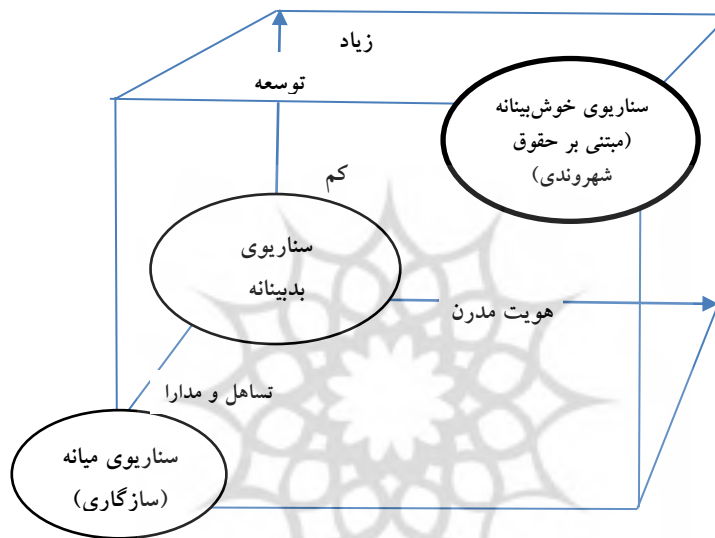 زیاد
توسعه
سناریوی خوش‌بینانه
(مبتنی بر حقوق
شهروندی)
کم
سناریوی
بدبینانه
هویت مدرن
تساهل و مدارا
سناریوی میانه
(سازگاری)